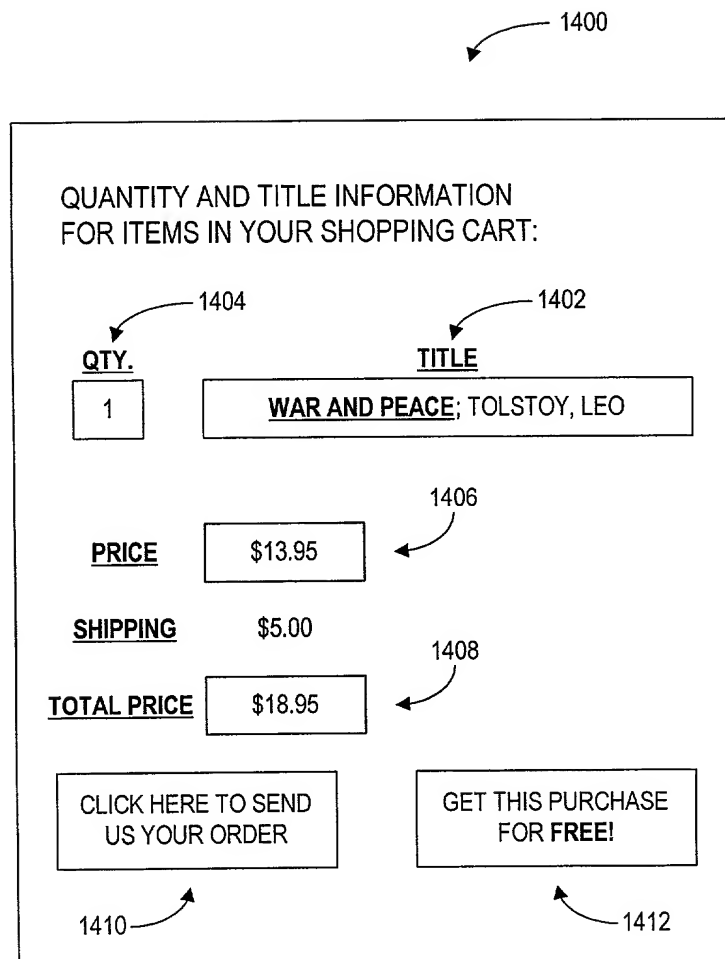 1400
QUANTITY AND TITLE INFORMATION
FOR ITEMS IN YOUR SHOPPING CART:
1404 1402
QTY. TITLE
1 WAR AND PEACE; TOLSTOY, LEO
1406
PRICE $13.95
SHIPPING $5.00
1408
TOTAL PRICE $18.95
CLICK HERE TO SEND
US YOUR ORDER
GET THIS PURCHASE
FOR FREE!
1410 1412